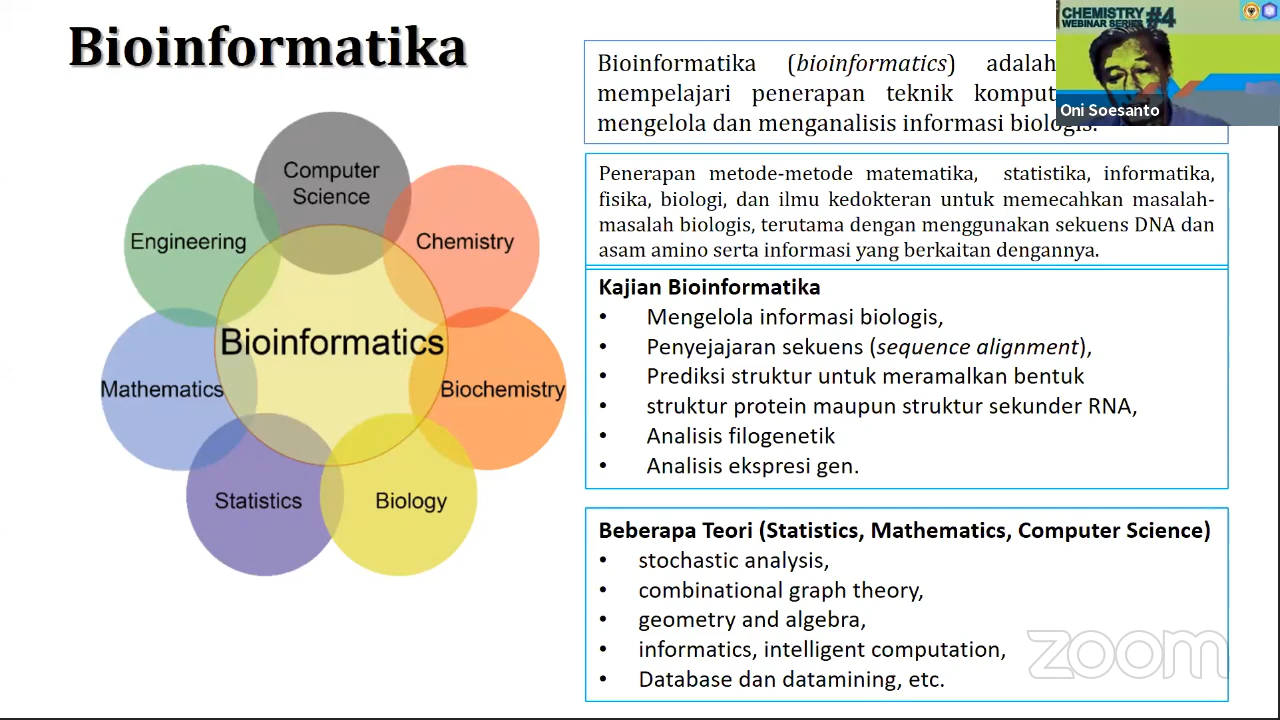 Bioinformatika
CHEMISTRY #4
WEBINAR SERIES
Oni Soesanto
Computer
Science
Engineering
Chemistry
Bioinformatics
Mathematics
Biochemistry
Statistics
Biology
Bioinformatika (bioinformatics) adalah
mempelajari penerapan teknik
mengelola dan menganalisis informasi biologis.
Penerapan metode-metode matematika, statistika, informatika,
fisika, biologi, dan ilmu kedokteran untuk memecahkan masalah-
masalah biologis, terutama dengan menggunakan sekuens DNA dan
asam amino serta informasi yang berkaitan dengannya.
Kajian Bioinformatika
• Mengelola informasi biologis,
• Penyejajaran sekuens (sequence alignment),
• Prediksi struktur untuk meramalkan bentuk
• struktur protein maupun struktur sekunder RNA,
• Analisis filogenetik
• Analisis ekspresi gen.
Beberapa Teori (Statistics, Mathematics, Computer Science)
• stochastic analysis,
• combinational graph theory,
• geometry and algebra,
• informatics, intelligent computation,
• Database dan datamining, etc.
zoom